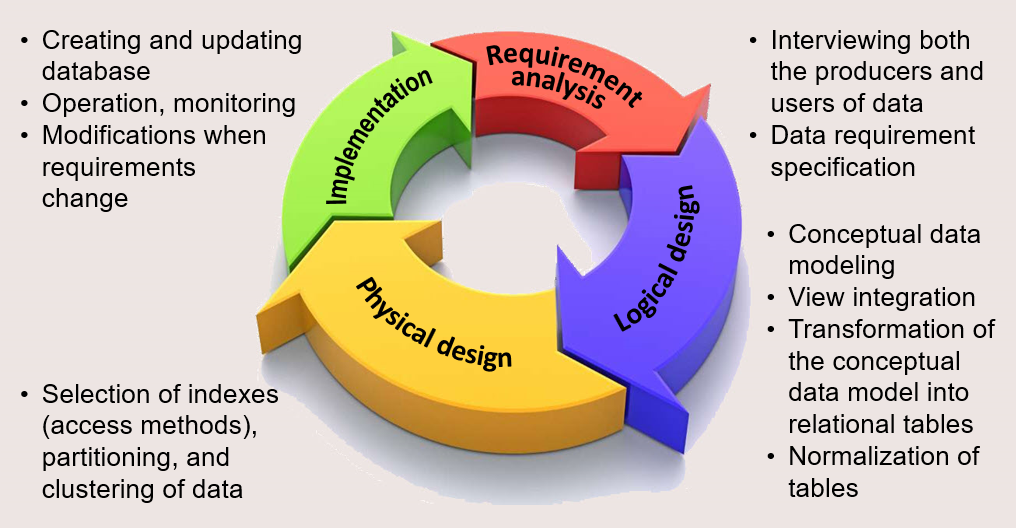 • Creating and updating
database
• Operation, monitoring
• Modifications when
requirements
change
Requirement
analysis
• Interviewing both
the producers and
users of data
• Data requirement
specification
Implementation
Logical design
• Conceptual data
modeling
• View integration
• Transformation of
the conceptual
data model into
relational tables
• Normalization of
tables
Physical design
• Selection of indexes
(access methods),
partitioning, and
clustering of data